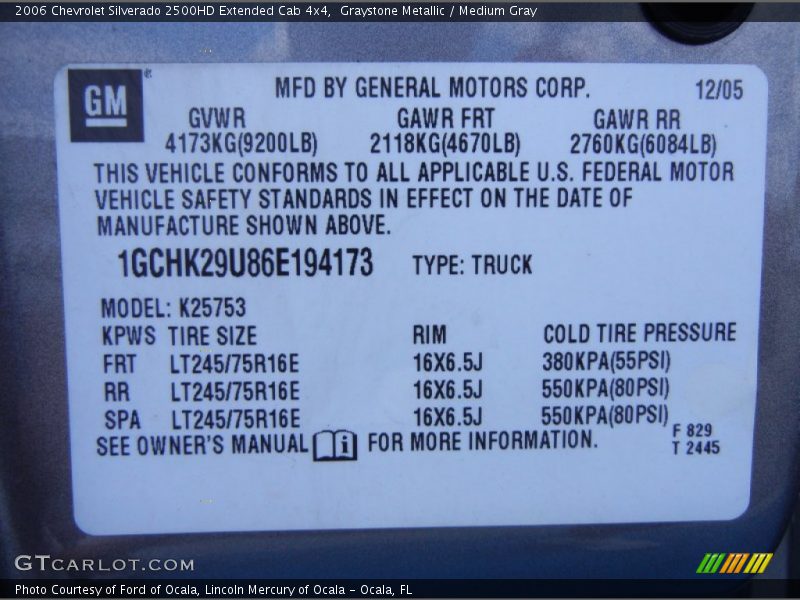 2006 Chevrolet Silverado 2500HD Extended Cab 4x4, Graystone Metallic / Medium Gray
GM
MFD BY GENERAL MOTORS CORP. 12/05
GVWR GAWR FRT GAWR RR
4173KG(9200LB) 2118KG(4670LB) 2760KG(6084LB)
THIS VEHICLE CONFORMS TO ALL APPLICABLE U.S. FEDERAL MOTOR
VEHICLE SAFETY STANDARDS IN EFFECT ON THE DATE OF
MANUFACTURE SHOWN ABOVE.
1GCHK29U86E194173 TYPE: TRUCK
MODEL: K25753
KPWS TIRE SIZE RIM COLD TIRE PRESSURE
FRT LT245/75R16E 16X6.5J 380KPA(55PSI)
RR LT245/75R16E 16X6.5J 550KPA(80PSI)
SPA LT245/75R16E 16X6.5J 550KPA(80PSI)
SEE OWNER'S MANUAL i FOR MORE INFORMATION.
F 829
T 2445
GTCARLOT.COM
Photo Courtesy of Ford of Ocala, Lincoln Mercury of Ocala - Ocala, FL